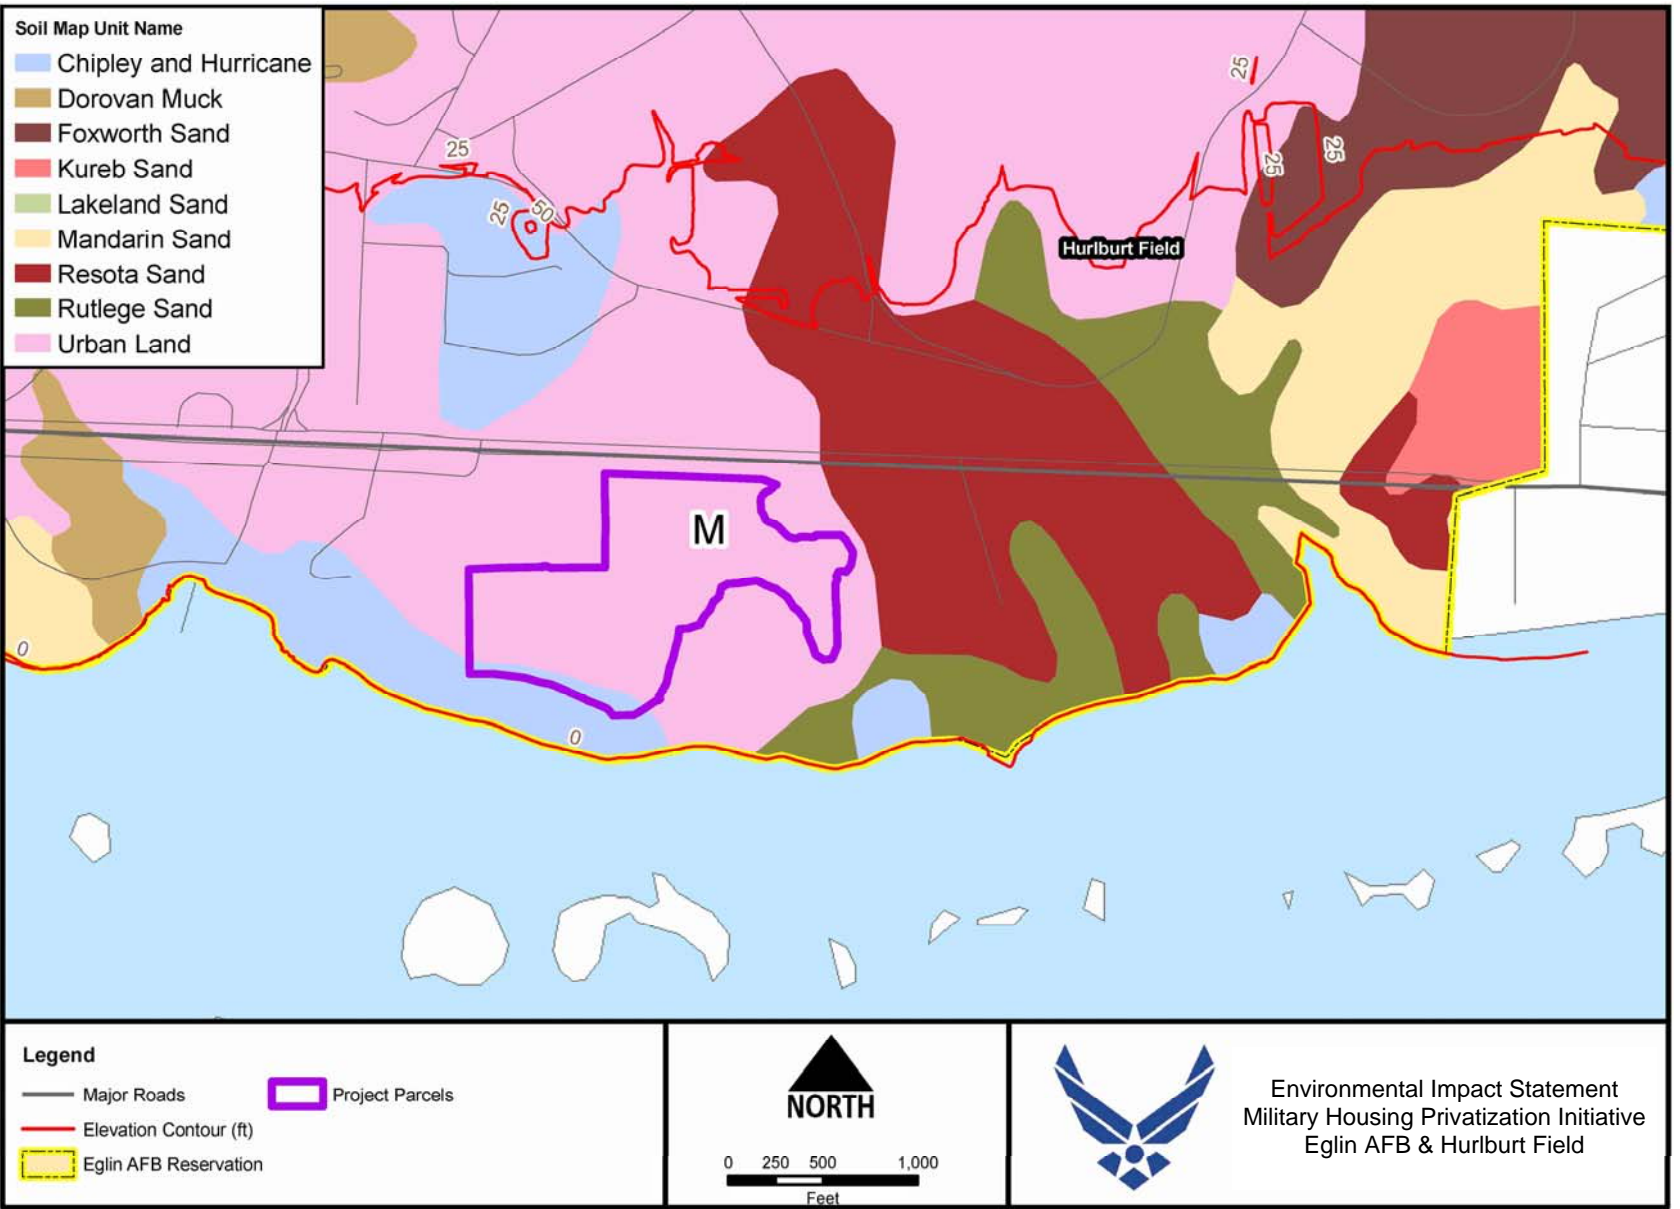 Soil Map Unit Name
Chipley and Hurricane
Dorovan Muck
Foxworth Sand
Kureb Sand
Lakeland Sand
Mandarin Sand
Resota Sand
Rutlege Sand
Urban Land
25
25
25
50
25
25
Hurlburt Field
M
0
0
Legend
Major Roads
Project Parcels
Elevation Contour (ft)
Eglin AFB Reservation
NORTH
0 250 500 1,000
Feet
Environmental Impact Statement
Military Housing Privatization Initiative
Eglin AFB & Hurlburt Field